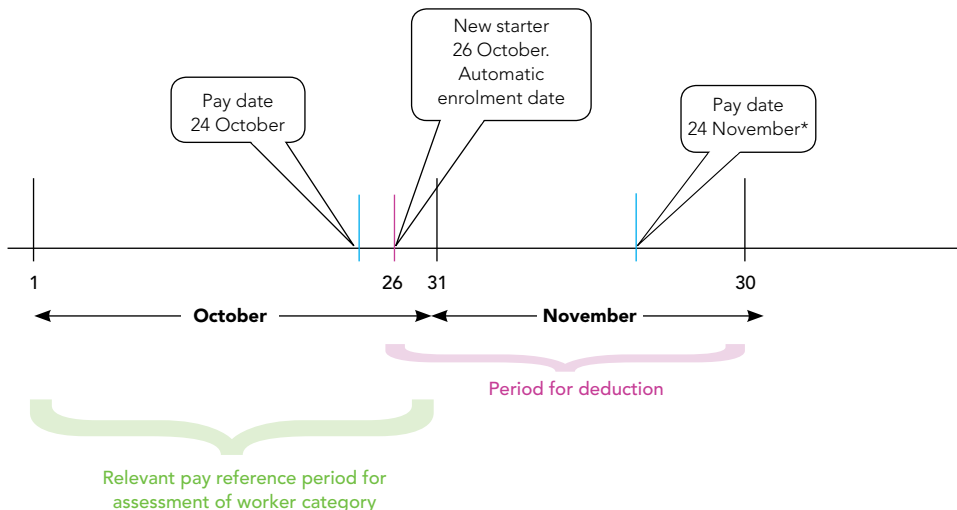 New starter
26 October.
Automatic
enrolment date
Pay date
24 October
Pay date
24 November*
1
26
31
30
October
November
Period for deduction
Relevant pay reference period for
assessment of worker category